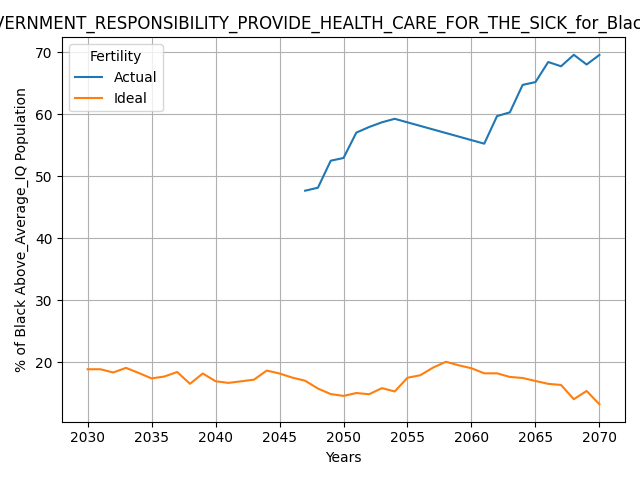 VERNMENT_RESPONSIBILITY_PROVIDE_HEALTH_CARE_FOR_THE_SICK_for_Blac
Fertility
Actual
Ideal
% of Black Above_Average_IQ Population
70
60
50
40
30
20
2030 2035 2040 2045 2050 2055 2060 2065 2070
Years